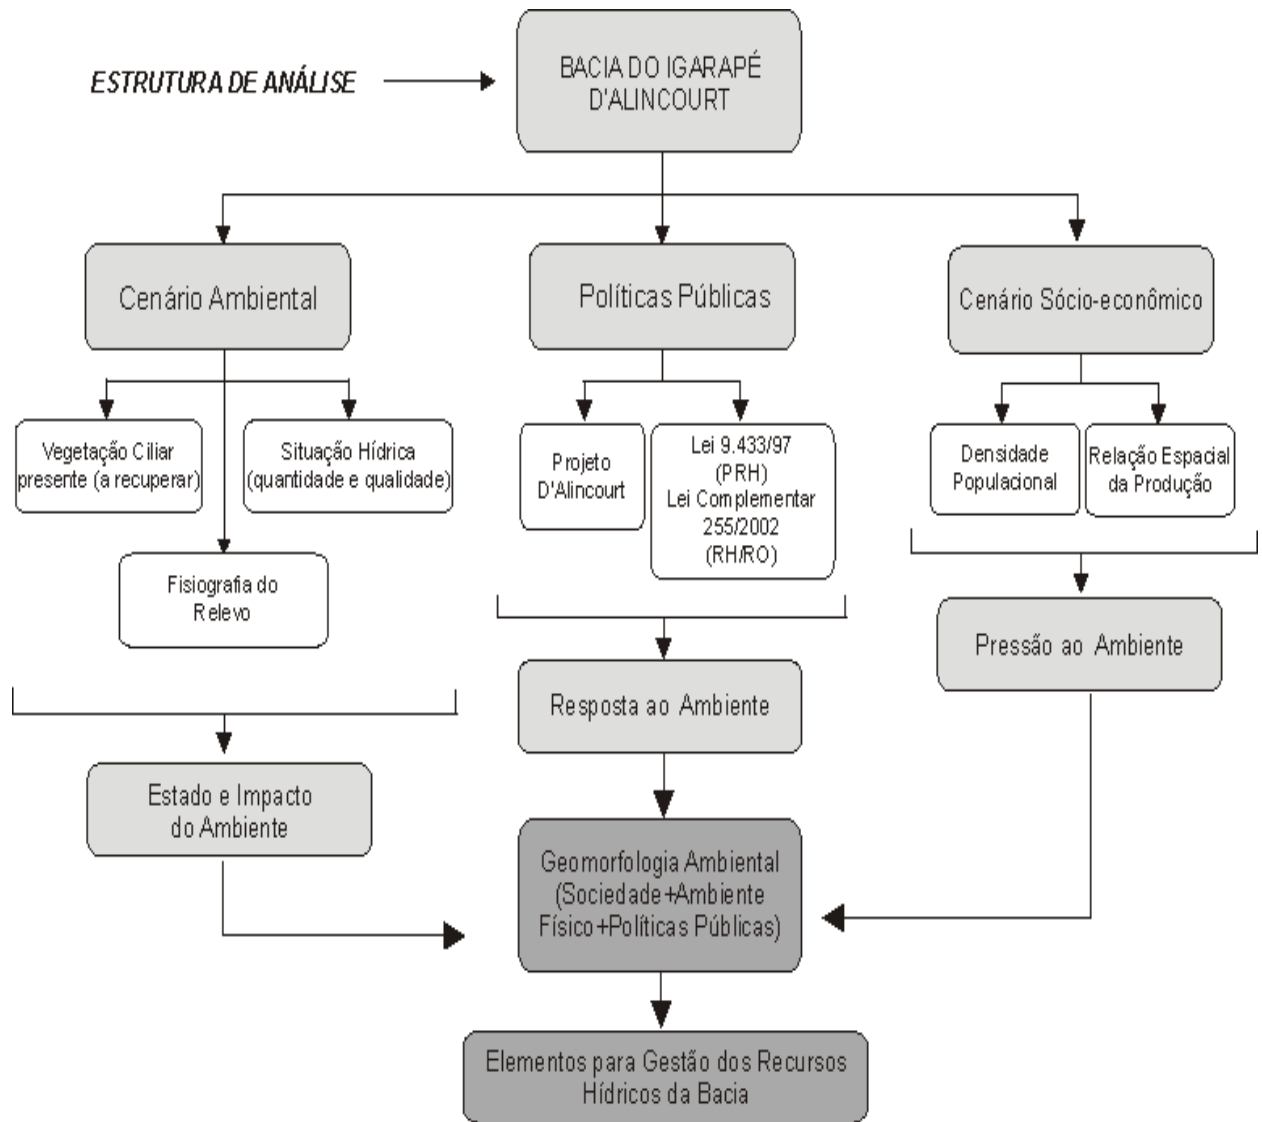 BACIA DO IGARAPÉ
D'ALINCOURT
ESTRUTURA DE ANÁLISE
Cenário Ambiental
Políticas Públicas
Cenário Sócio-econômico
Vegetação Ciliar
presente (a recuperar)
Situação Hídrica
(quantidade e qualidade)
Fisiografia do
Relevo
Projeto
D'Alincourt
Lei 9.433/97
(PRH)
Lei Complementar
255/2002
(RH/RO)
Densidade
Populacional
Relação Espacial
da Produção
Estado e Impacto
do Ambiente
Resposta ao Ambiente
Pressão ao Ambiente
Geomorfologia Ambiental
(Sociedade+Ambiente
Físico+Políticas Públicas)
Elementos para Gestão dos Recursos
Hídricos da Bacia